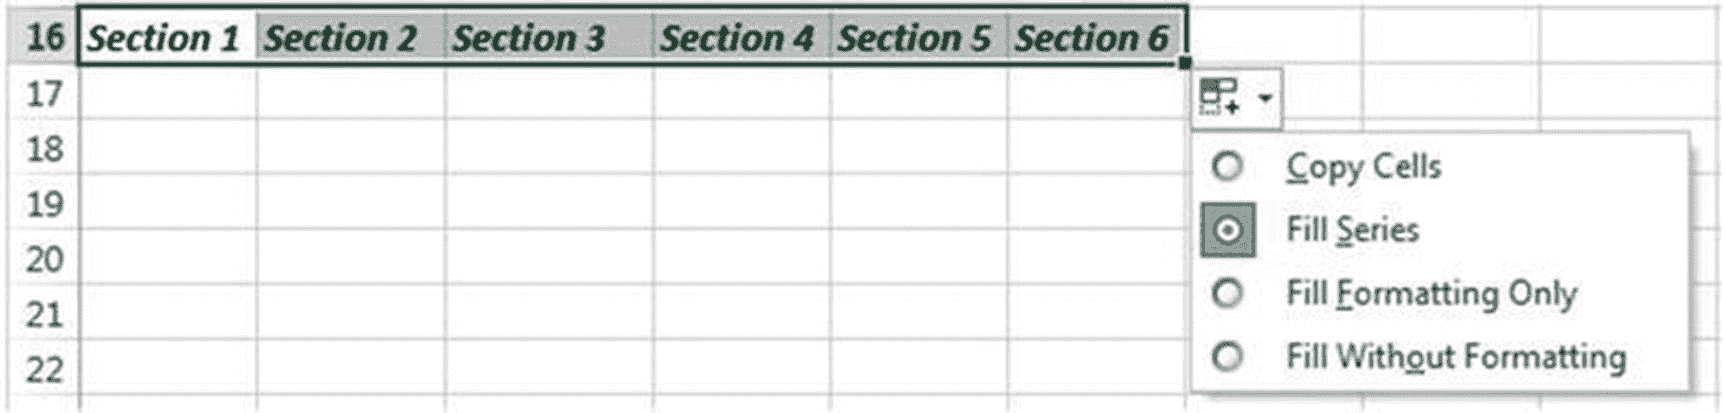 16 Section 1 Section 2 Section 3 Section 4 Section 5 Section 6
17
18
Copy Cells
19
Fill Series
20
21
Fill Formatting Only
22
Fill Without Formatting